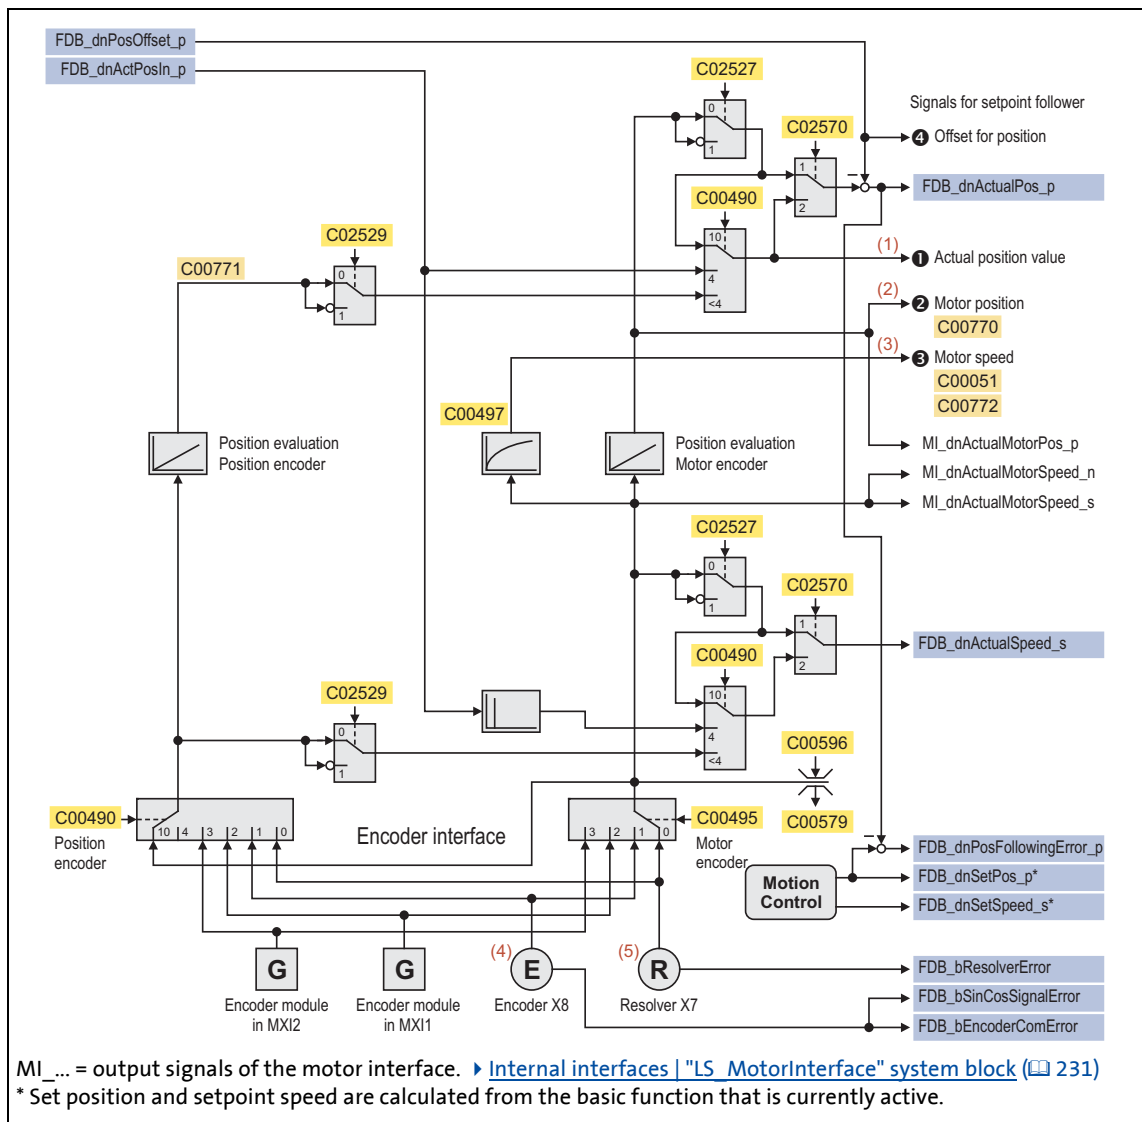 FDB_dnPosOffset_p
FDB_dnActPosIn_p
C02527
0
1
Signals for setpoint follower
C02570
1
2
❹ Offset for position
FDB_dnActualPos_p
C00490
10
4
<4
(1)
❶ Actual position value
C02529
0
1
C00771
(2)
❷ Motor position
C00770
(3)
❸ Motor speed
C00051
C00772
C00497
Position evaluation
Position encoder
Position evaluation
Motor encoder
MI_dnActualMotorPos_p
MI_dnActualMotorSpeed_n
MI_dnActualMotorSpeed_s
C02527
0
1
C02570
1
2
FDB_dnActualSpeed_s
C00490
10
4
<4
C02529
0
1
C00596
C00579
C00490
Position
encoder
10 4 3 2 1 0
Encoder interface
3 2 1 0
C00495
Motor
encoder
FDB_dnPosFollowingError_p
Motion
Control
FDB_dnSetPos_p*
FDB_dnSetSpeed_s*
G
Encoder module
in MXI2
G
Encoder module
in MXI1
(4)
E
Encoder X8
(5)
R
Resolver X7
FDB_bResolverError
FDB_bSinCosSignalError
FDB_bEncoderComError
MI_... = output signals of the motor interface. ▶ Internal interfaces | "LS_MotorInterface" system block (🕮 231)
* Set position and setpoint speed are calculated from the basic function that is currently active.